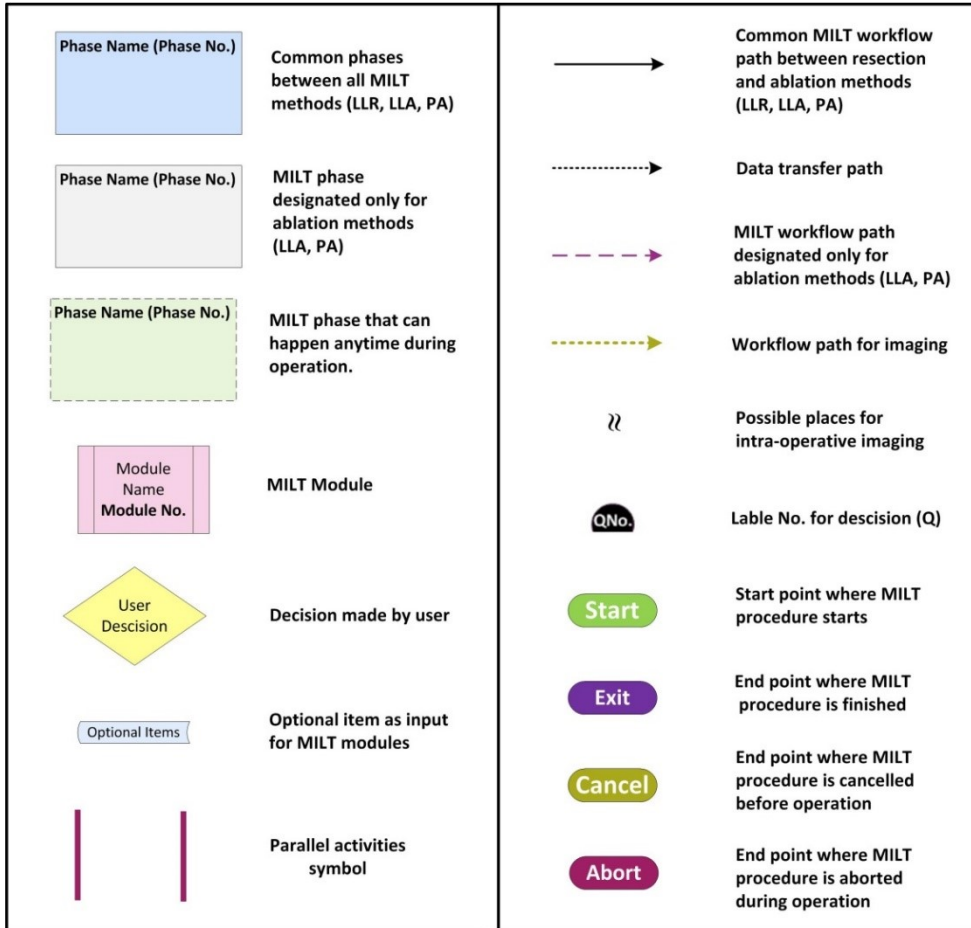 Phase Name (Phase No.)
Common phases
between all MILT
methods (LLR, LLA, PA)
Phase Name (Phase No.)
MILT phase
designated only for
ablation methods
(LLA, PA)
Phase Name (Phase No.)
MILT phase that can
happen anytime during
operation.
Module
Name
Module No.
MILT Module
User
Descision
Decision made by user
Optional Items
Optional item as input
for MILT modules
Parallel activities
symbol
Common MILT workflow
path between resection
and ablation methods
(LLR, LLA, PA)
Data transfer path
MILT workflow path
designated only for
ablation methods (LLA, PA)
Workflow path for imaging
Possible places for
intra-operative imaging
QNo.
Lable No. for descision (Q)
Start
Start point where MILT
procedure starts
Exit
End point where MILT
procedure is finished
Cancel
End point where MILT
procedure is cancelled
before operation
Abort
End point where MILT
procedure is aborted
during operation